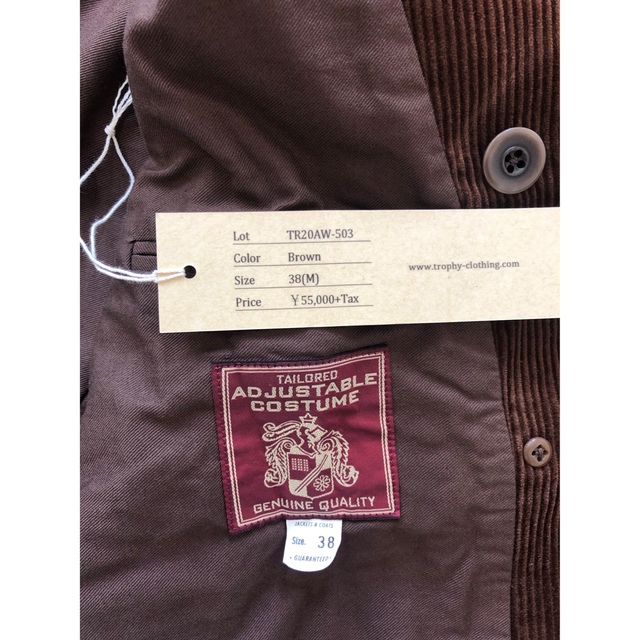 Lot TR20AW-503
Color Brown
Size 38(M)
Price ￥55,000+Tax
www.trophy-clothing.com
TAILORED
ADJUSTABLE
COSTUME
GENUINE QUALITY
JACKETS & COATS
Size. 38
• GUARANTEED •